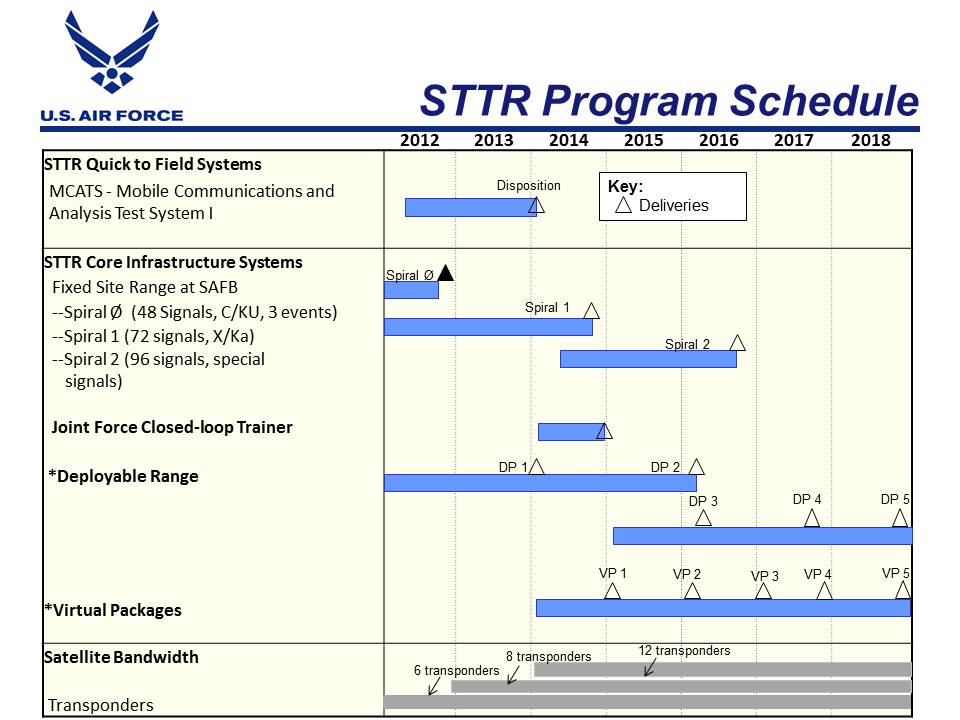 U.S. AIR FORCE
STTR Program Schedule
2012 2013 2014 2015 2016 2017 2018
STTR Quick to Field Systems
MCATS - Mobile Communications and
Analysis Test System I
Disposition
Key:
Deliveries
STTR Core Infrastructure Systems
Fixed Site Range at SAFB
Spiral Ø
--Spiral Ø (48 Signals, C/KU, 3 events)
Spiral 1
--Spiral 1 (72 signals, X/Ka)
Spiral 2
--Spiral 2 (96 signals, special
signals)
Joint Force Closed-loop Trainer
*Deployable Range
DP 1 DP 2
DP 3 DP 4 DP 5
VP 1 VP 2 VP 3 VP 4 VP 5
*Virtual Packages
Satellite Bandwidth
6 transponders 8 transponders 12 transponders
Transponders